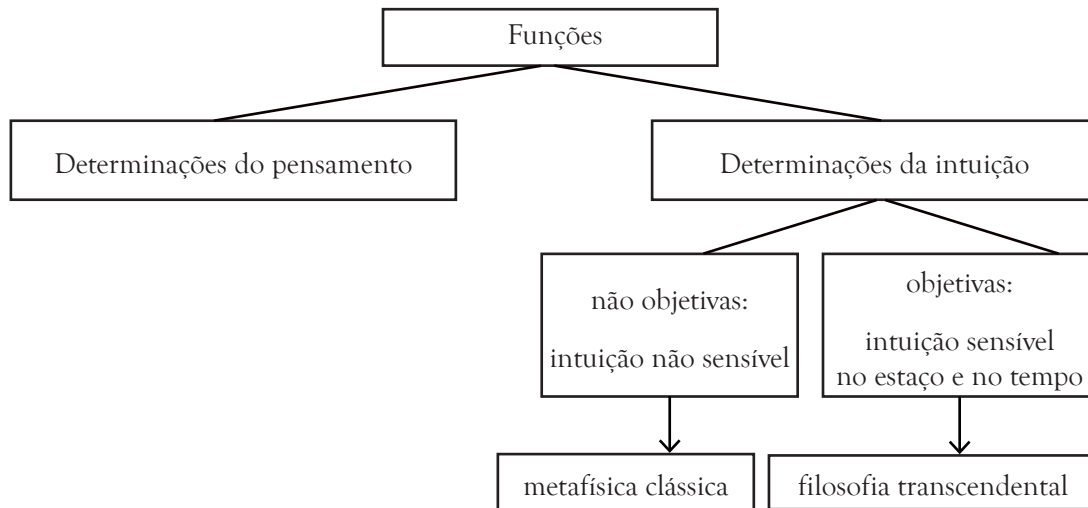 Funções
Determinações do pensamento
Determinações da intuição
não objetivas:
intuição não sensível
objetivas:
intuição sensível
no estaço e no tempo
metafísica clássica
filosofia transcendental